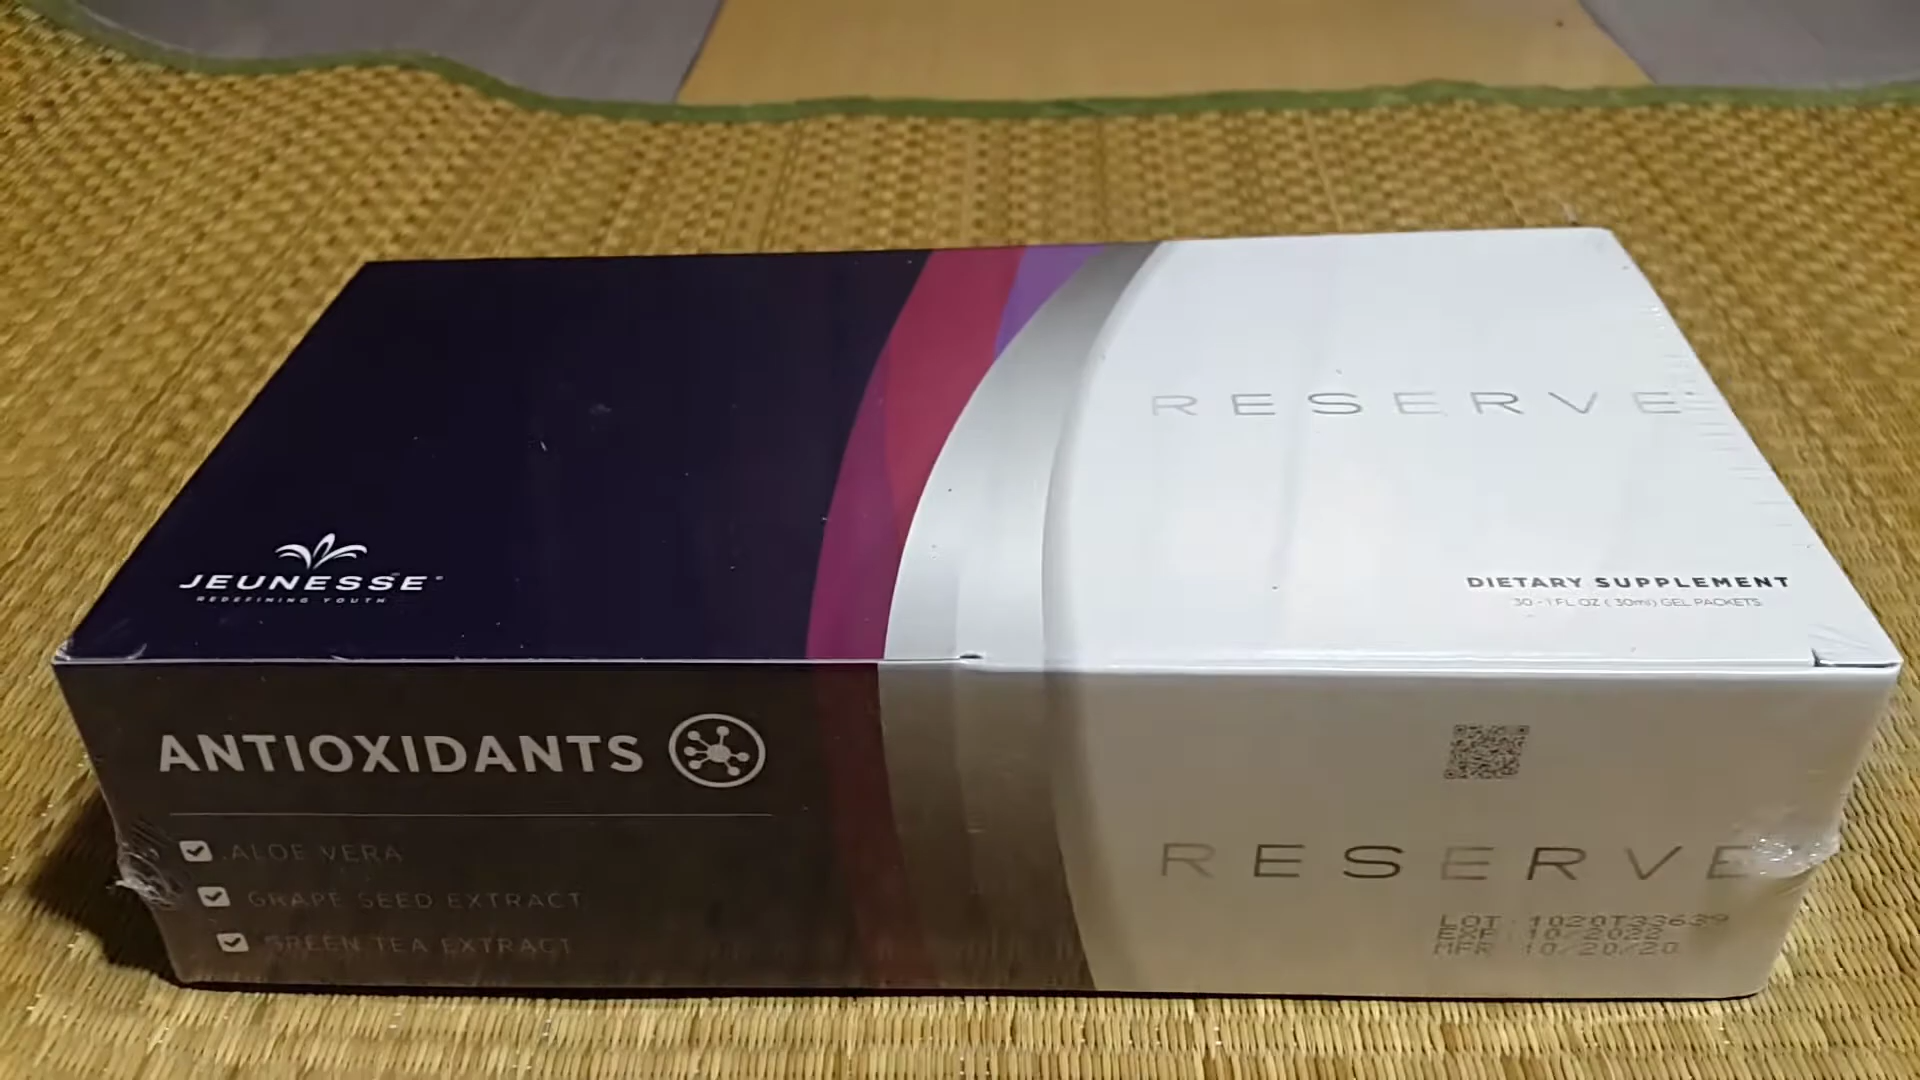 RESERVE
JEUNESSE®
REDEFINING YOUTH
DIETARY SUPPLEMENT
30 - 1 FL OZ (30ml) GEL PACKETS
ANTIOXIDANTS
ALOE VERA
GRAPE SEED EXTRACT
GREEN TEA EXTRACT
RESERVE
LOT : 1020T33639
EXP : 10/2022
MFR : 10/20/20